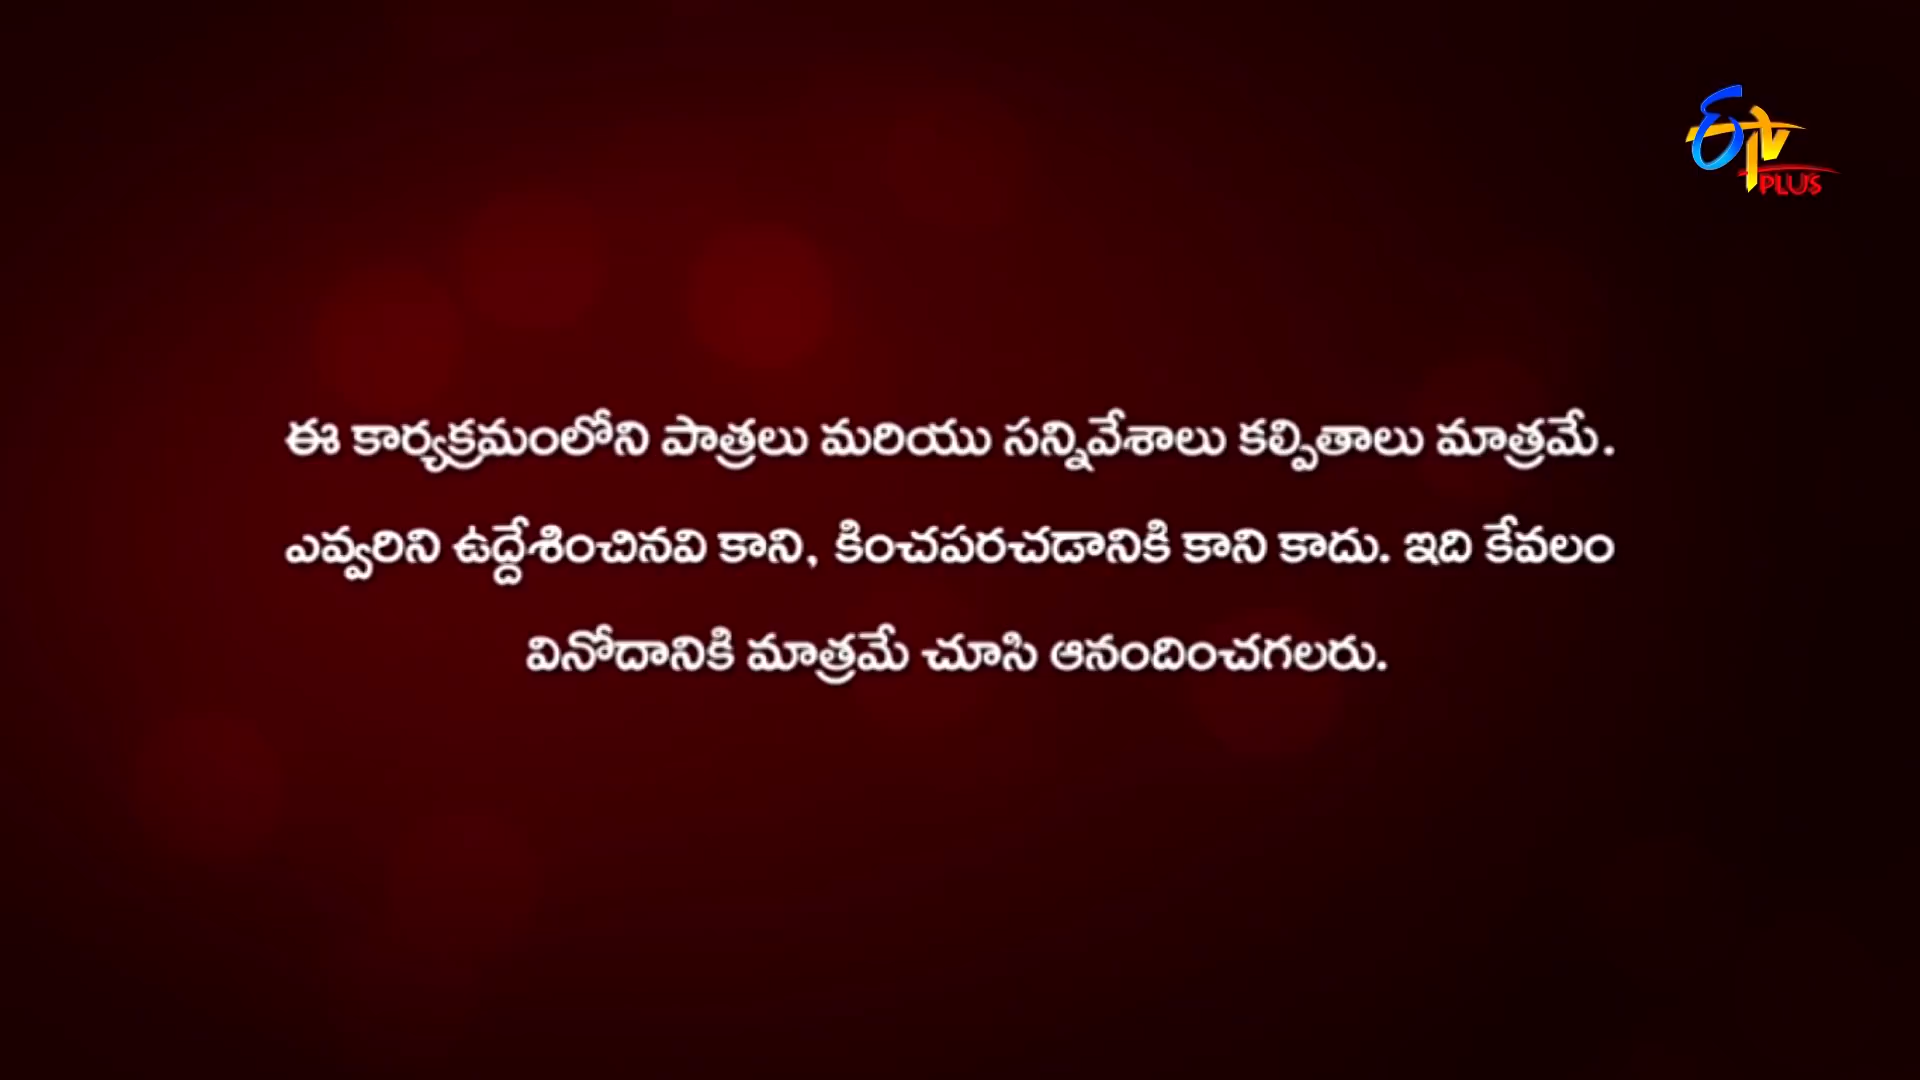 ETV
PLUS
ఈ కార్యక్రమంలోని పాత్రలు మరియు సన్నివేశాలు కల్పితాలు మాత్రమే.
ఎవ్వరిని ఉద్దేశించినవి కాని, కించపరచడానికి కాని కాదు. ఇది కేవలం
వినోదానికి మాత్రమే చూసి ఆనందించగలరు.